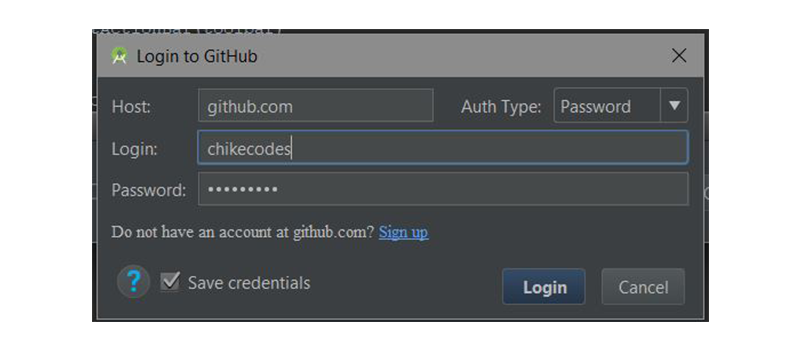 Login to GitHub
Host: github.com Auth Type: Password
Login: chikecodes
Password: •••••••••
Do not have an account at github.com? Sign up
? Save credentials Login Cancel